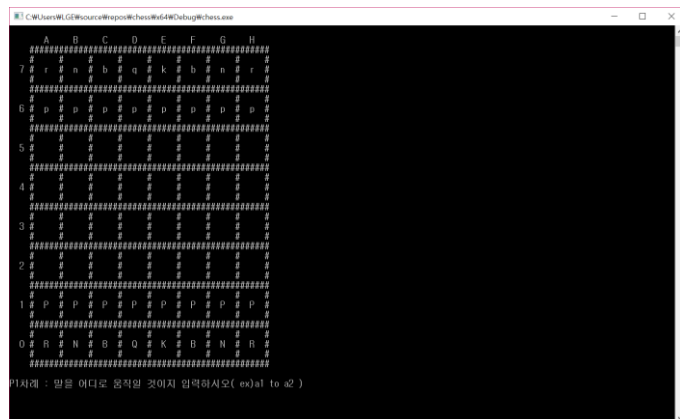 C:₩Users₩LGE₩source₩repos₩chess₩x64₩Debug₩chess.exe
A B C D E F G H
#########################################
# # # # # # # # #
7 # r # n # b # q # k # b # n # r #
# # # # # # # # #
#########################################
# # # # # # # # #
6 # p # p # p # p # p # p # p # p #
# # # # # # # # #
#########################################
# # # # # # # # #
5 # # # # # # # # #
# # # # # # # # #
#########################################
# # # # # # # # #
4 # # # # # # # # #
# # # # # # # # #
#########################################
# # # # # # # # #
3 # # # # # # # # #
# # # # # # # # #
#########################################
# # # # # # # # #
2 # # # # # # # # #
# # # # # # # # #
#########################################
# # # # # # # # #
1 # P # P # P # P # P # P # P # P #
# # # # # # # # #
#########################################
# # # # # # # # #
0 # R # N # B # Q # K # B # N # R #
# # # # # # # # #
#########################################
P1차례 : 말을 어디로 움직일 것이지 입력하시오( ex)a1 to a2 )